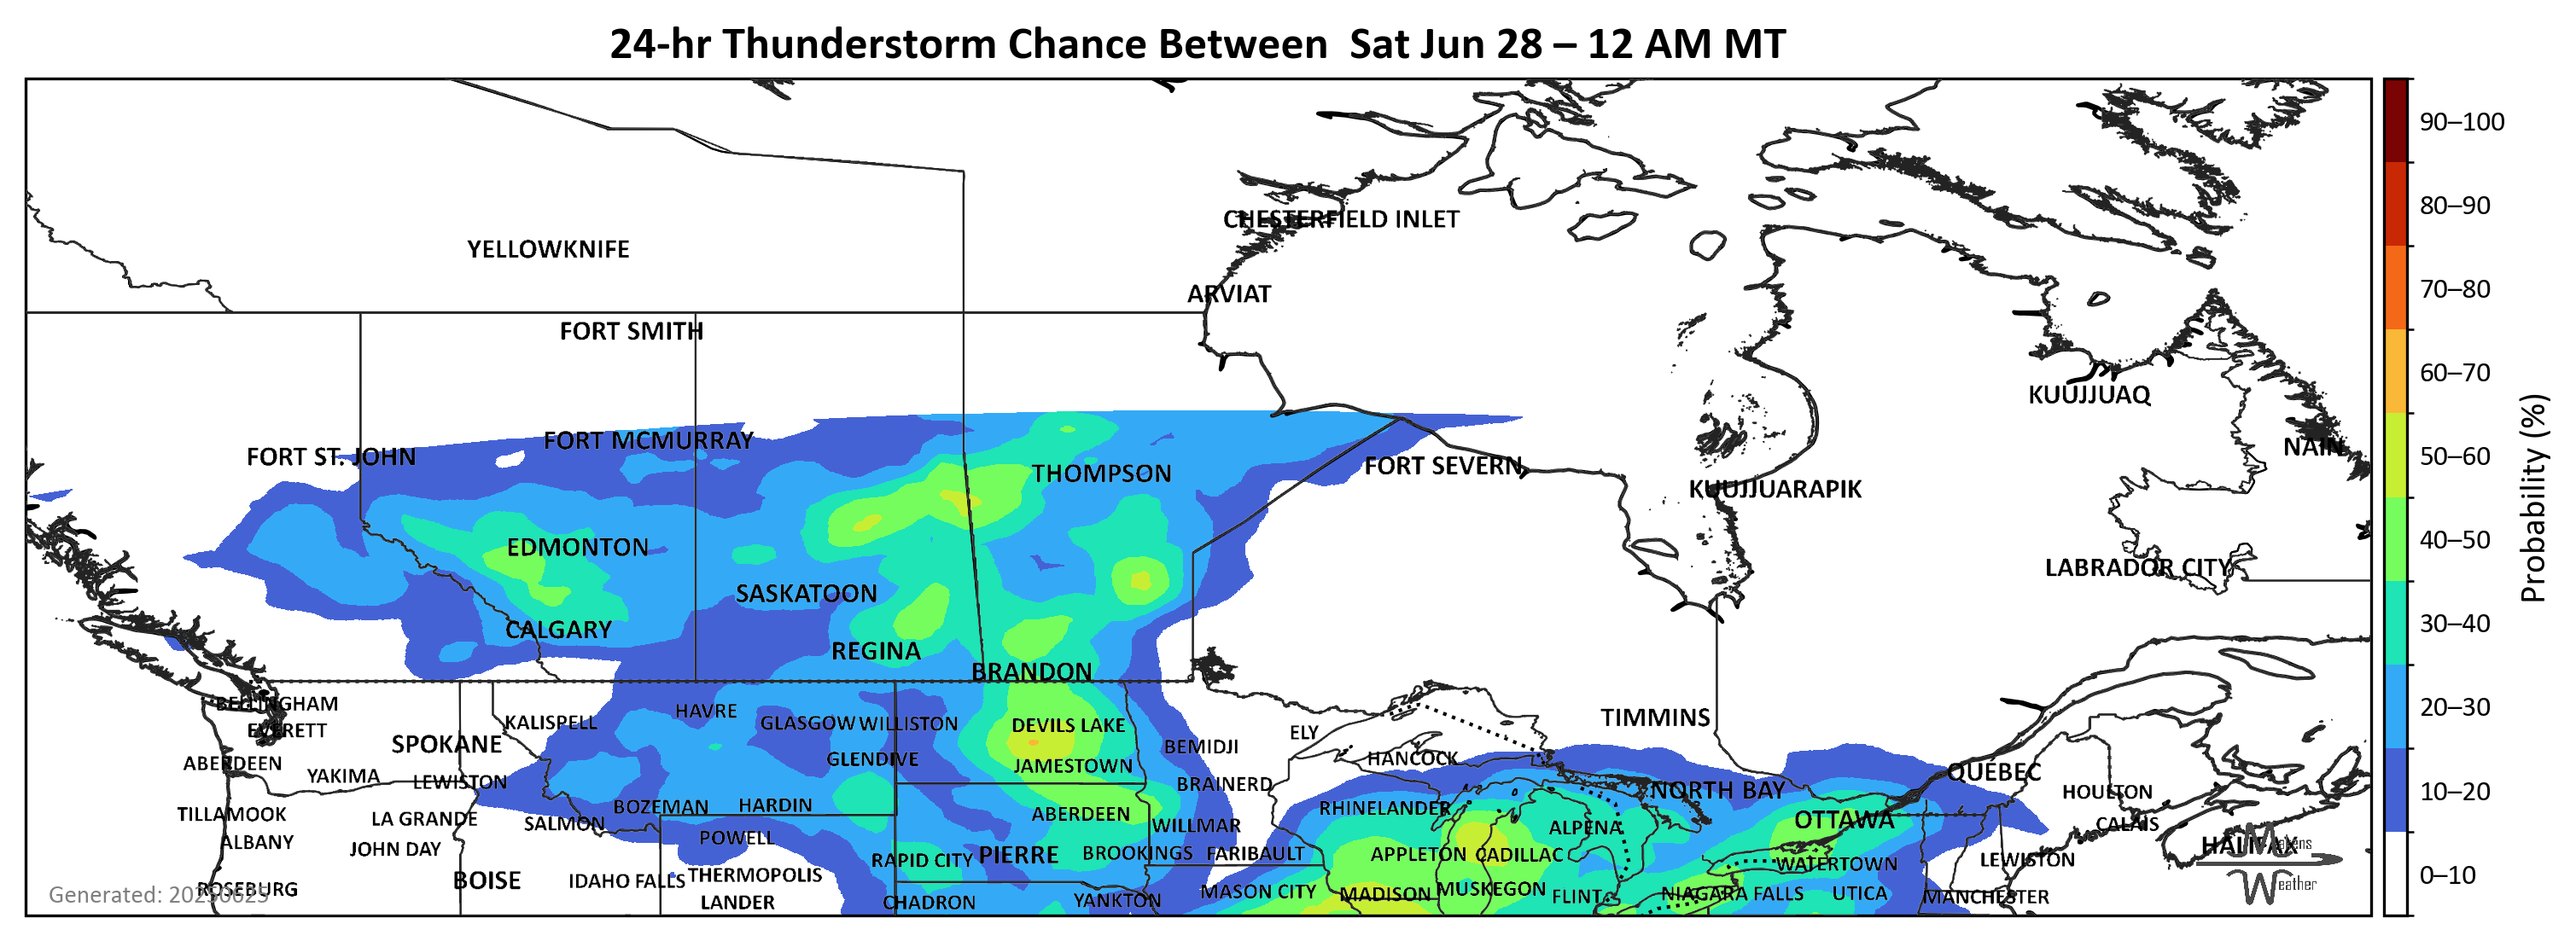 24-hr Thunderstorm Chance Between  Sat Jun 28 – 12 AM MT
90–100
80–90
70–80
60–70
50–60
40–50
30–40
20–30
10–20
0–10
Probability (%)
CHESTERFIELD INLET
YELLOWKNIFE
ARVIAT
FORT SMITH
KUUJJUAQ
FORT MCMURRAY
NAIN
FORT ST. JOHN
FORT SEVERN
THOMPSON
KUUJJUARAPIK
EDMONTON
LABRADOR CITY
SASKATOON
CALGARY
REGINA
BRANDON
BELLINGHAM
HAVRE
TIMMINS
KALISPELL
GLASGOW
WILLISTON
DEVILS LAKE
EVERETT
ELY
SPOKANE
BEMIDJI
HANCOCK
GLENDIVE
ABERDEEN
JAMESTOWN
QUÉBEC
YAKIMA
LEWISTON
BRAINERD
NORTH BAY
HOULTON
BOZEMAN
HARDIN
RHINELANDER
TILLAMOOK
ABERDEEN
LA GRANDE
OTTAWA
SALMON
CALAIS
WILLMAR
ALPENA
POWELL
ALBANY
HALIFAX
Makens
JOHN DAY
BROOKINGS
FARIBAULT
APPLETON
CADILLAC
PIERRE
RAPID CITY
LEWISTON
WATERTOWN
THERMOPOLIS
BOISE
IDAHO FALLS
Weather
ROSEBURG
MUSKEGON
MASON CITY
MADISON
NIAGARA FALLS
UTICA
Generated: 20250625
FLINT
MANCHESTER
YANKTON
LANDER
CHADRON